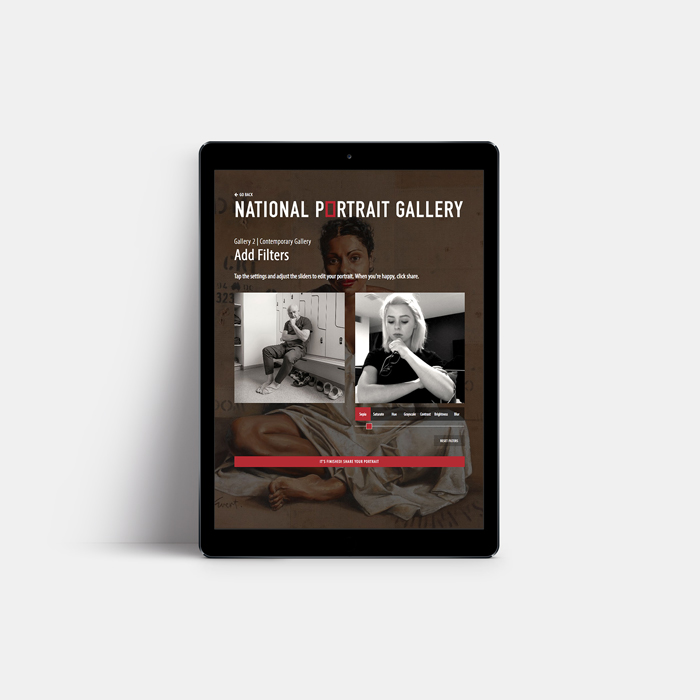 GO BACK
NATIONAL PORTRAIT GALLERY
Gallery 2 | Contemporary Gallery
Add Filters
Tap the settings and adjust the sliders to edit your portrait. When you're happy, click share.
Sepia Saturate Hue Grayscale Contrast Brightness Blur
RESET FILTERS
IT'S FINISHED! SHARE YOUR PORTRAIT